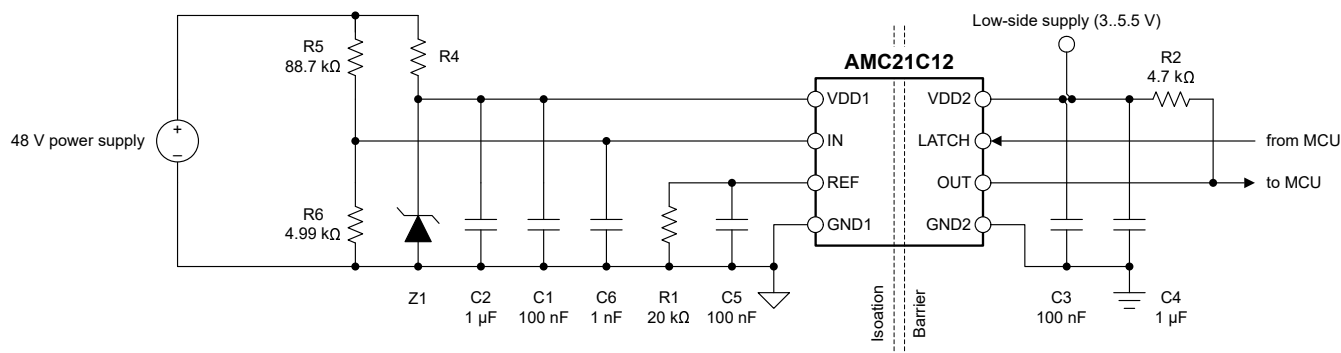 Low-side supply (3..5.5 V)
R5
88.7 kΩ
R4
AMC21C12
R2
4.7 kΩ
VDD1
VDD2
48 V power supply
IN
LATCH
from MCU
REF
OUT
to MCU
R6
4.99 kΩ
GND1
GND2
Z1
C2
1 µF
C1
100 nF
C6
1 nF
R1
20 kΩ
C5
100 nF
Isoation
Barrier
C3
100 nF
C4
1 µF